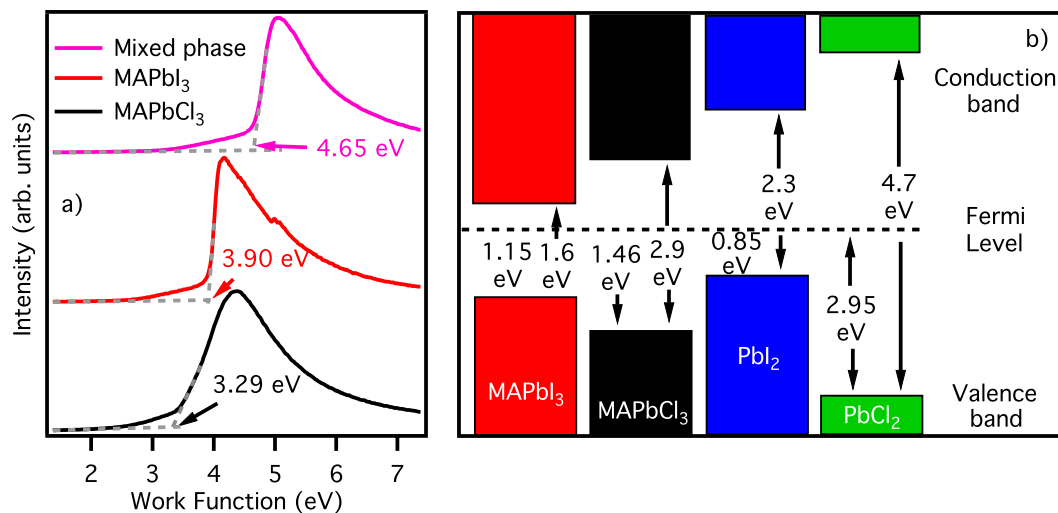 Mixed phase
MAPbI₃
MAPbCl₃
4.65 eV
a)
3.90 eV
3.29 eV
Intensity (arb. units)
2 3 4 5 6 7
Work Function (eV)
b)
Conduction
band
2.3
eV
4.7
eV
Fermi
Level
1.15
eV
1.6
eV
1.46
eV
2.9
eV
0.85
eV
2.95
eV
MAPbI₃
MAPbCl₃
PbI₂
PbCl₂
Valence
band